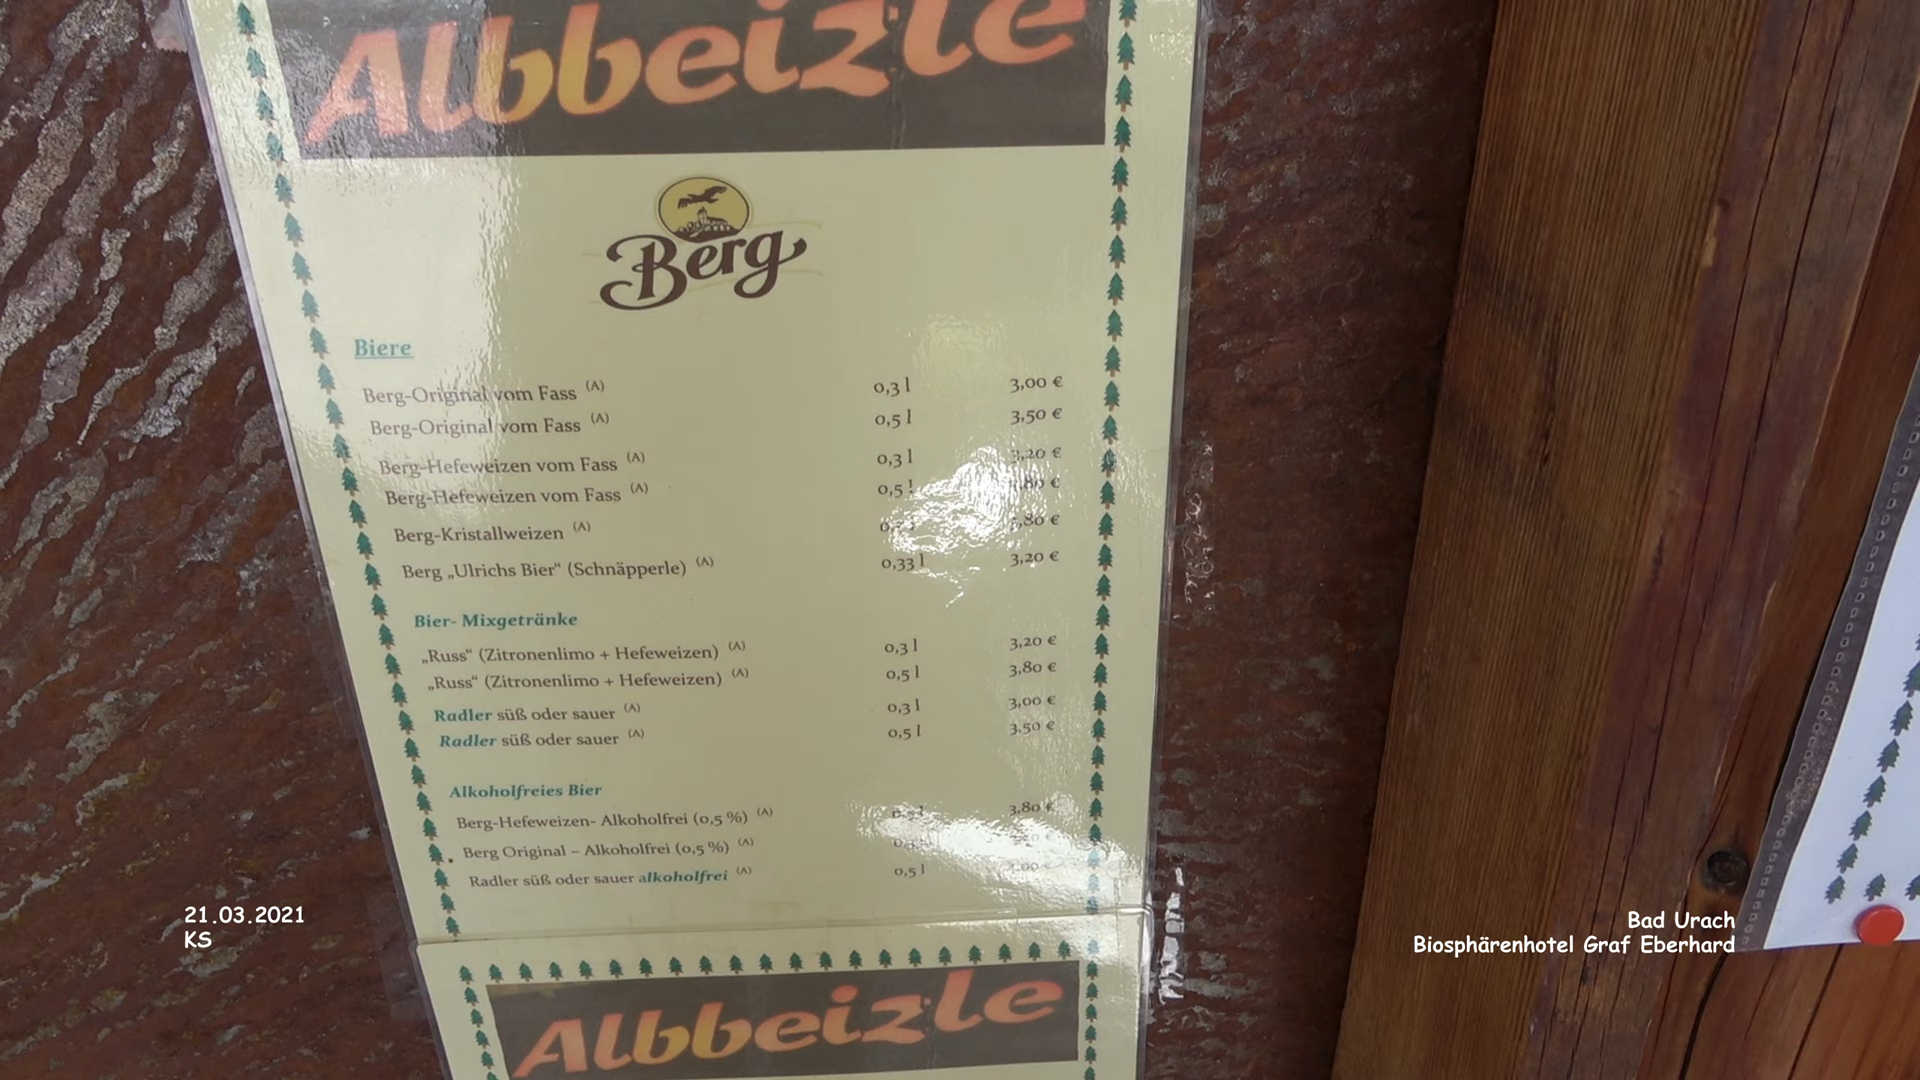 Albbeizle
Berg
Biere
Berg-Original vom Fass (A) 0,3 l 3,00 €
Berg-Original vom Fass (A) 0,5 l 3,50 €
Berg-Hefeweizen vom Fass (A) 0,3 l 3,20 €
Berg-Hefeweizen vom Fass (A) 0,5 l €
Berg-Kristallweizen (A) €
Berg „Ulrichs Bier“ (Schnäpperle) (A) 0,33 l 3,20 €
Bier- Mixgetränke
„Russ“ (Zitronenlimo + Hefeweizen) (A) 0,3 l 3,20 €
„Russ“ (Zitronenlimo + Hefeweizen) (A) 0,5 l 3,80 €
Radler süß oder sauer (A) 0,3 l 3,00 €
Radler süß oder sauer (A) 0,5 l 3,50 €
Alkoholfreies Bier
Berg-Hefeweizen- Alkoholfrei (0,5 %) (A) 3,80 €
Berg Original – Alkoholfrei (0,5 %) (A)
Radler süß oder sauer alkoholfrei (A) 0,5 l
Albbeizle
21.03.2021
KS
Bad Urach
Biosphärenhotel Graf Eberhard